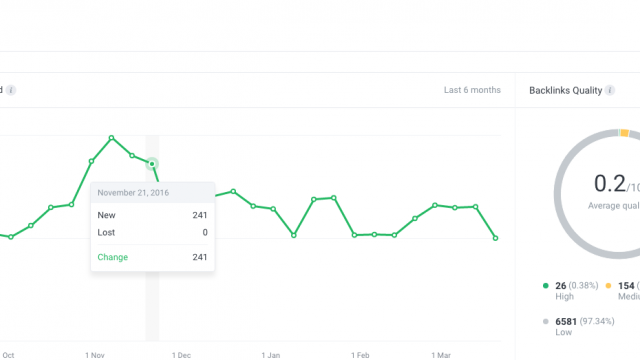 Last 6 months
Backlinks Quality i
November 21, 2016
New 241
Lost 0
Change 241
0.2/10
Average
26 (0.38%)
High
154
6581 (97.34%)
Low
Oct
1 Nov
1 Dec
1 Jan
1 Feb
1 Mar